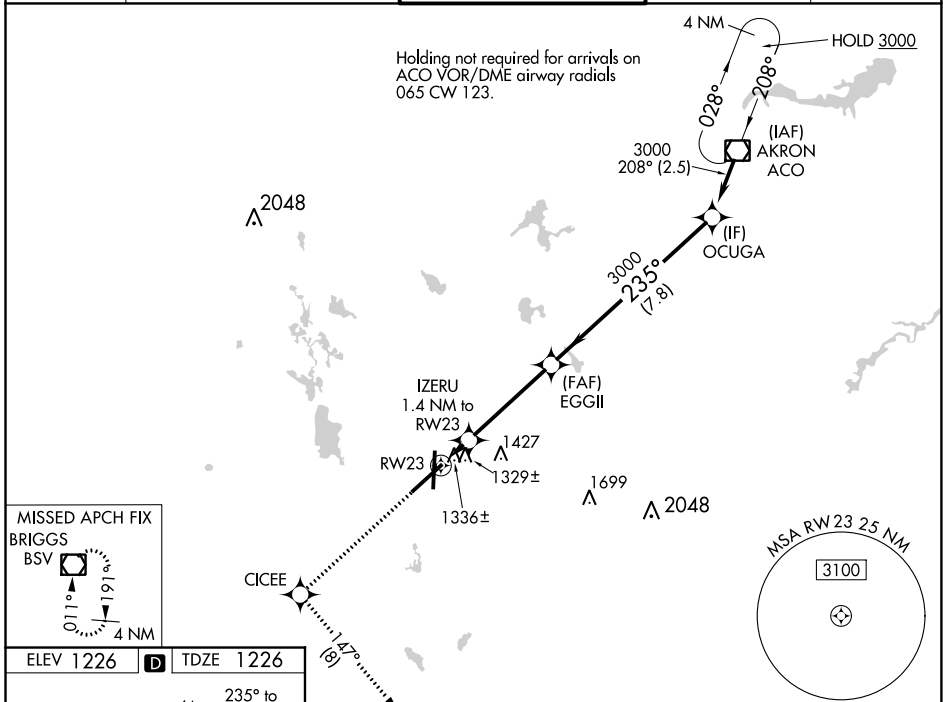 Holding not required for arrivals on
ACO VOR/DME airway radials
065 CW 123.
4 NM
HOLD 3000
028°
208°
(IAF)
AKRON
ACO
3000
208° (2.5)
2048
(IF)
OCUGA
3000
235°
(7.8)
(FAF)
EGGII
IZERU
1.4 NM to
RW23
1427
RW23
1329±
1336±
1699
2048
MISSED APCH FIX
BRIGGS
BSV
011°
191°
4 NM
CICEE
147°
(8)
MSA RW23 25 NM
3100
ELEV 1226 D TDZE 1226
235° to